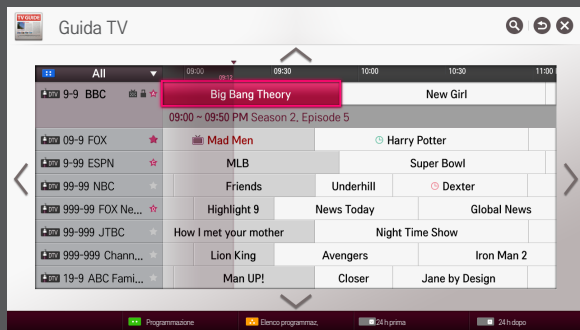 TV GUIDE
Guida TV
All ▼ 09:00 09:12 09:30 10:00 10:30 11:00
DTV 9-9 BBC Big Bang Theory New Girl
09:00 ~ 09:50 PM Season 2, Episode 5
DTV 09-9 FOX Mad Men Harry Potter
DTV 9-99 ESPN MLB Super Bowl
DTV 99-99 NBC Friends Underhill Dexter
DTV 999-99 FOX Ne... Highlight 9 News Today Global News
DTV 99-999 JTBC How I met your mother Night Time Show
DTV 999-999 Chann... Lion King Avengers Iron Man 2
DTV 19-9 ABC Fami... Man UP! Closer Jane by Design
Programmazione Elenco programmaz, 24 h prima 24 h dopo